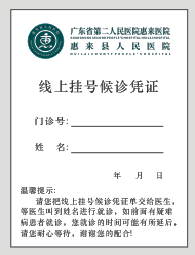 广东省第二人民医院惠来医院
惠来县人民医院
线上挂号候诊凭证
门诊号:
姓 名:
年 月 日
温馨提示:
请您把线上挂号候诊凭证单交给医生,
等医生叫到姓名进行就诊,如前面有疑难
病患者就诊,您就诊的时间可能有所延后。
请您耐心等待,谢谢您的配合!